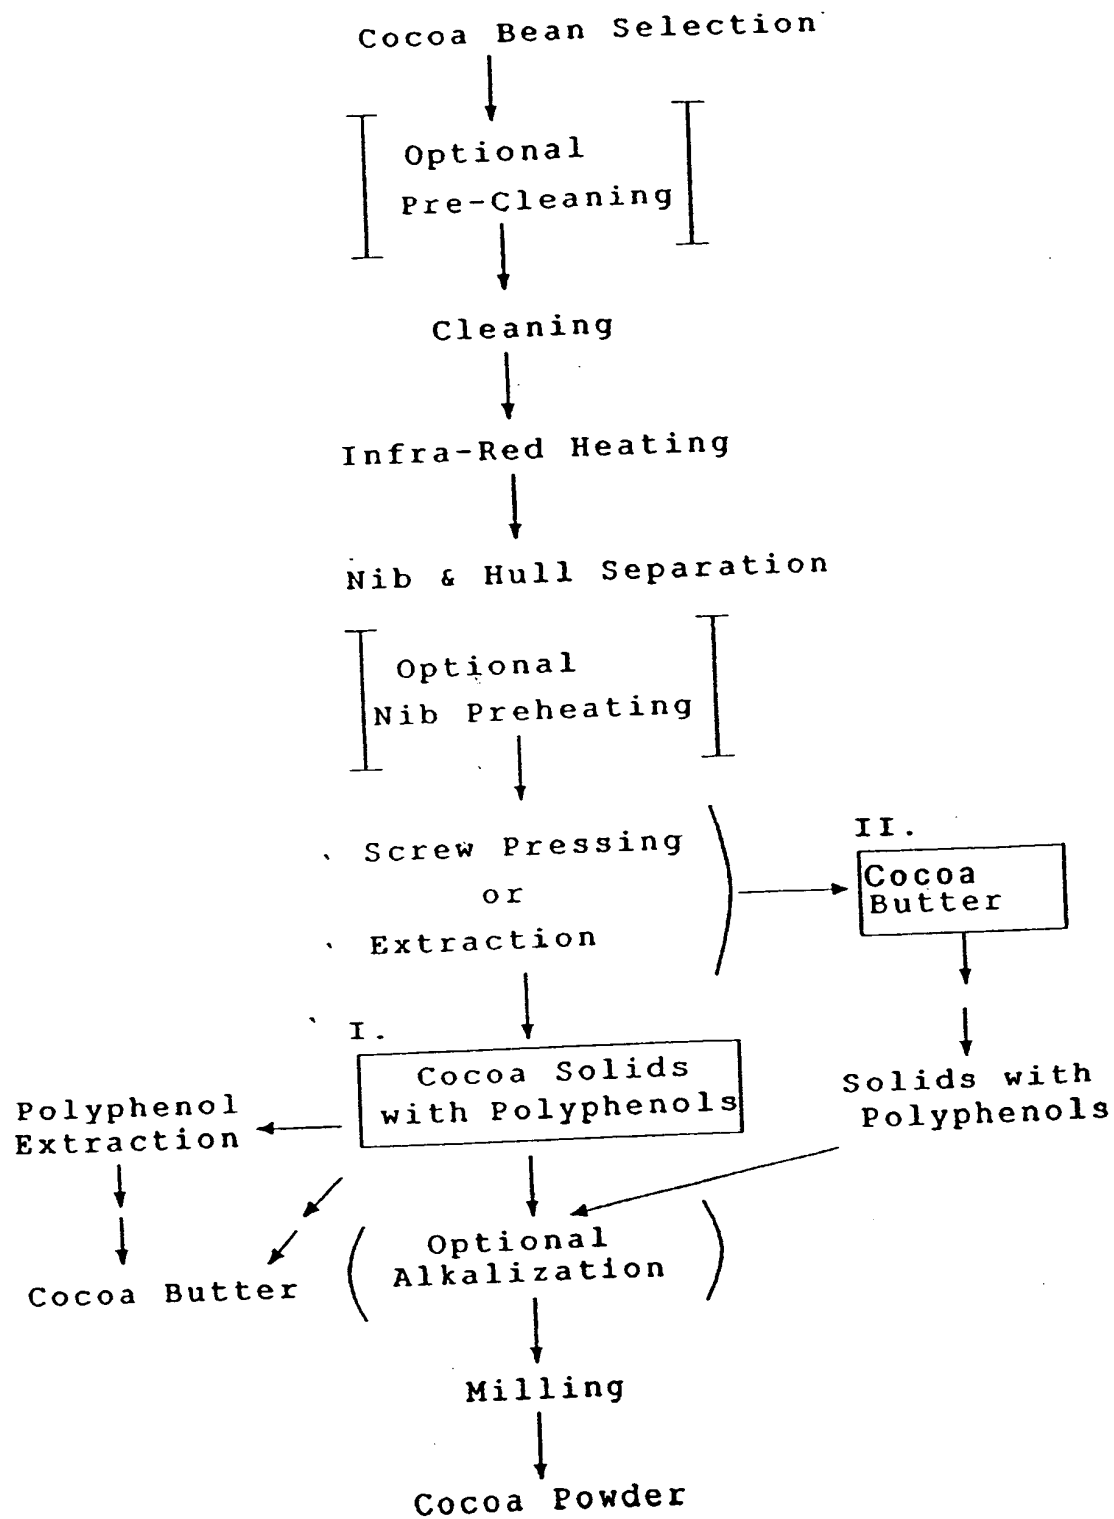 Cocoa Bean Selection
Optional
Pre-Cleaning
Cleaning
Infra-Red Heating
Nib & Hull Separation
Optional
Nib Preheating
Screw Pressing
or
Extraction
II.
Cocoa
Butter
I.
Cocoa Solids
with Polyphenols
Solids with
Polyphenols
Polyphenol
Extraction
Cocoa Butter
Optional
Alkalization
Milling
Cocoa Powder